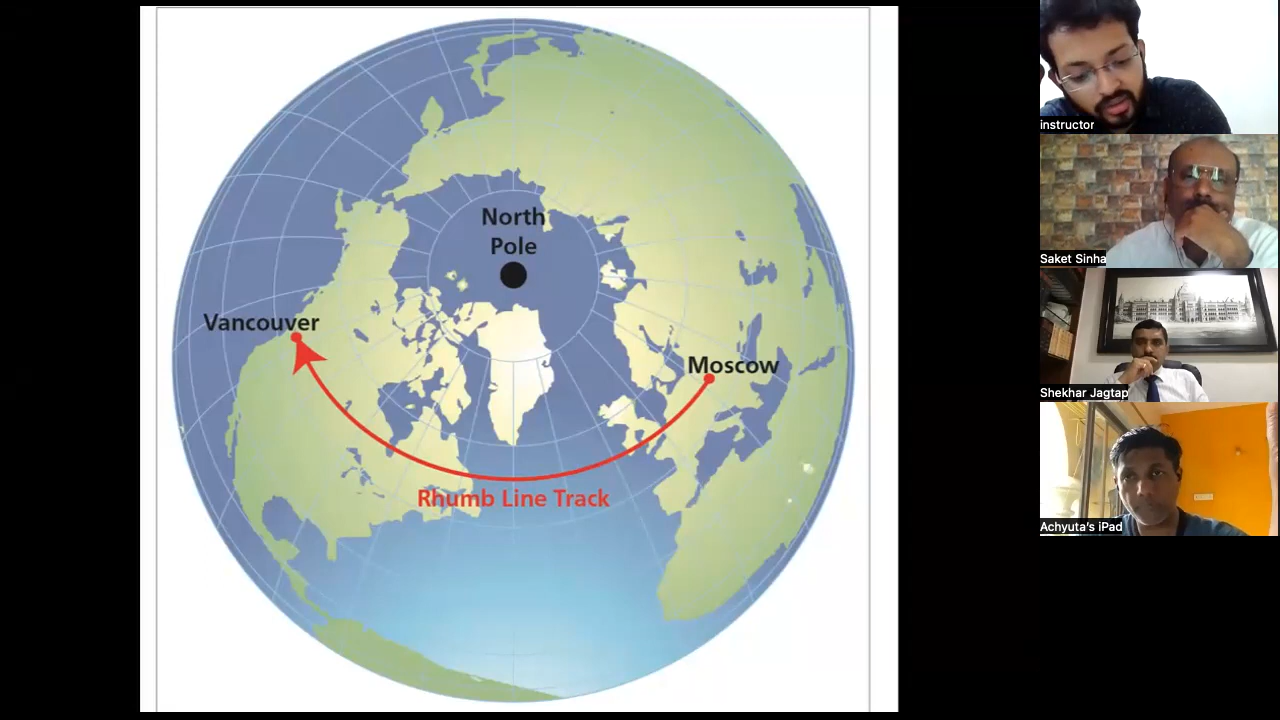 North
Pole
Vancouver
Moscow
Rhumb Line Track
instructor
Saket Sinha
Shekhar Jagtap
Achyuta's iPad